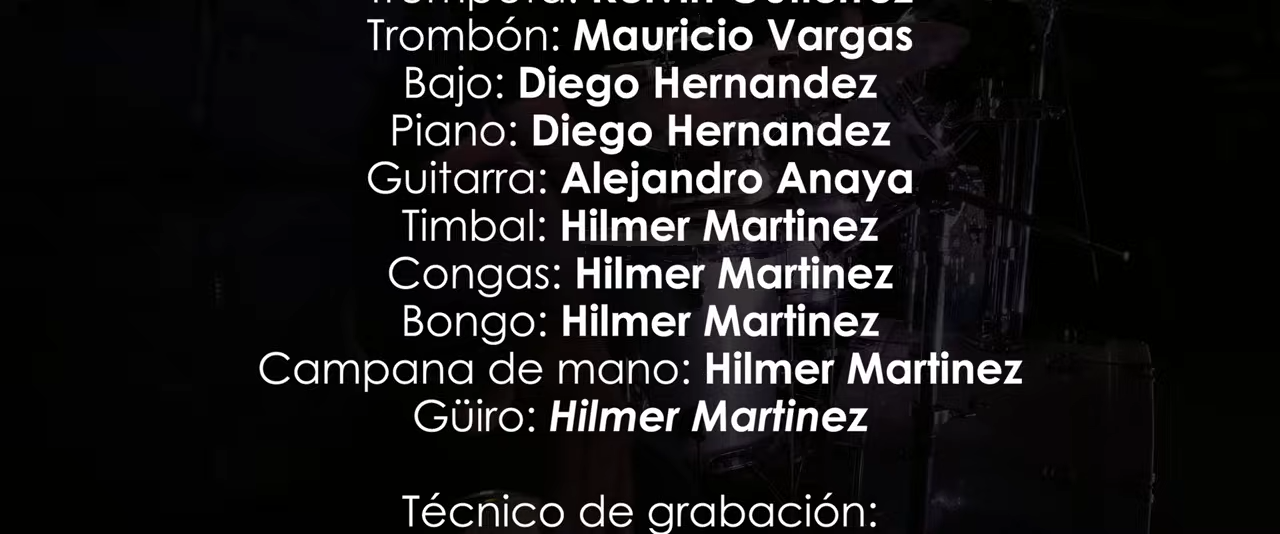 Trombón: Mauricio Vargas
Bajo: Diego Hernandez
Piano: Diego Hernandez
Guitarra: Alejandro Anaya
Timbal: Hilmer Martinez
Congas: Hilmer Martinez
Bongo: Hilmer Martinez
Campana de mano: Hilmer Martinez
Güiro: Hilmer Martinez
Técnico de grabación: